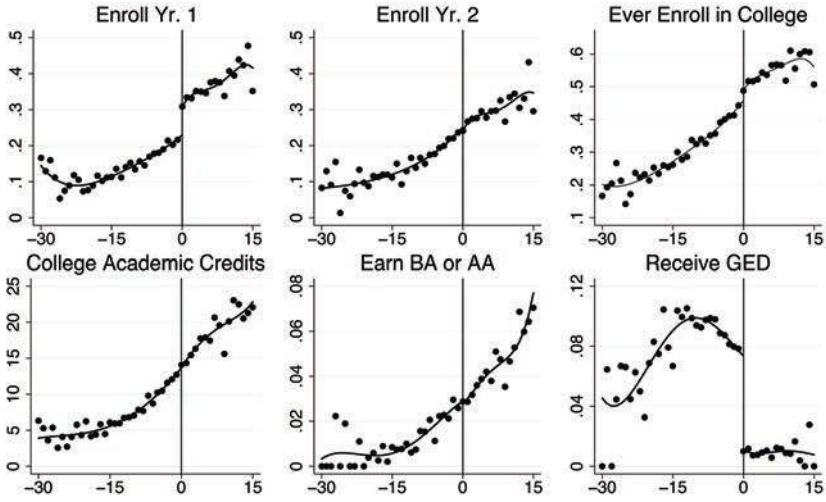 Enroll Yr. 1
Enroll Yr. 2
Ever Enroll in College
.5
.4
.3
.2
.1
0
-30 -15 0 15
.5
.4
.3
.2
.1
0
-30 -15 0 15
.6
.5
.4
.3
.2
.1
-30 -15 0 15
College Academic Credits
Earn BA or AA
Receive GED
25
20
15
10
5
0
-30 -15 0 15
.08
.06
.04
.02
0
-30 -15 0 15
.12
.08
.04
0
-30 -15 0 15